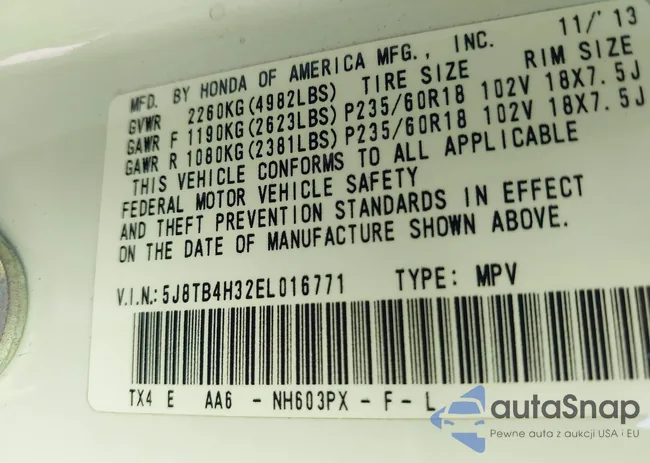 MFD. BY HONDA OF AMERICA MFG., INC. 11/'13
GVWR 2260KG(4982LBS) TIRE SIZE RIM SIZE
GAWR F 1190KG(2623LBS)P235/60R18 102V 18X7.5J
GAWR R 1080KG(2381LBS)P235/60R18 102V 18X7.5J
THIS VEHICLE CONFORMS TO ALL APPLICABLE
FEDERAL MOTOR VEHICLE SAFETY
AND THEFT PREVENTION STANDARDS IN EFFECT
ON THE DATE OF MANUFACTURE SHOWN ABOVE.
V.I.N.:5J8TB4H32EL016771 TYPE: MPV
TX4 E AA6 - NH603PX - F - L
autaSnap
Pewne auta z aukcji USA i EU